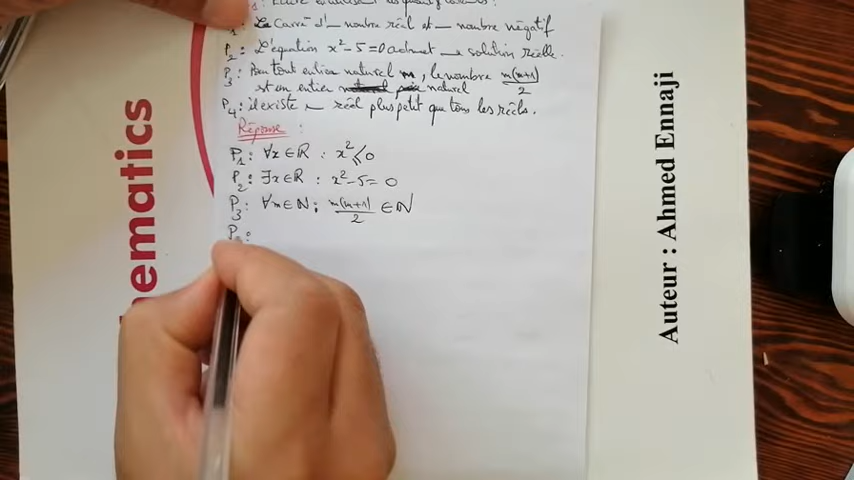 P1: Le Carré d'un nombre réel est un nombre négatif
P2: L'équation x²-5=0 admet une solution réelle.
P3: Pour tout entier naturel n, le nombre n(n+1)/2
est un entier naturel
P4: il existe un réel plus petit que tous les réels.
Réponse :
P1: ∀x∈ℝ : x²⩽0
P2: ∃x∈ℝ : x²-5=0
P3: ∀n∈ℕ ; n(n+1)/2 ∈ℕ
P4:
ematics
Auteur : Ahmed Ennaji